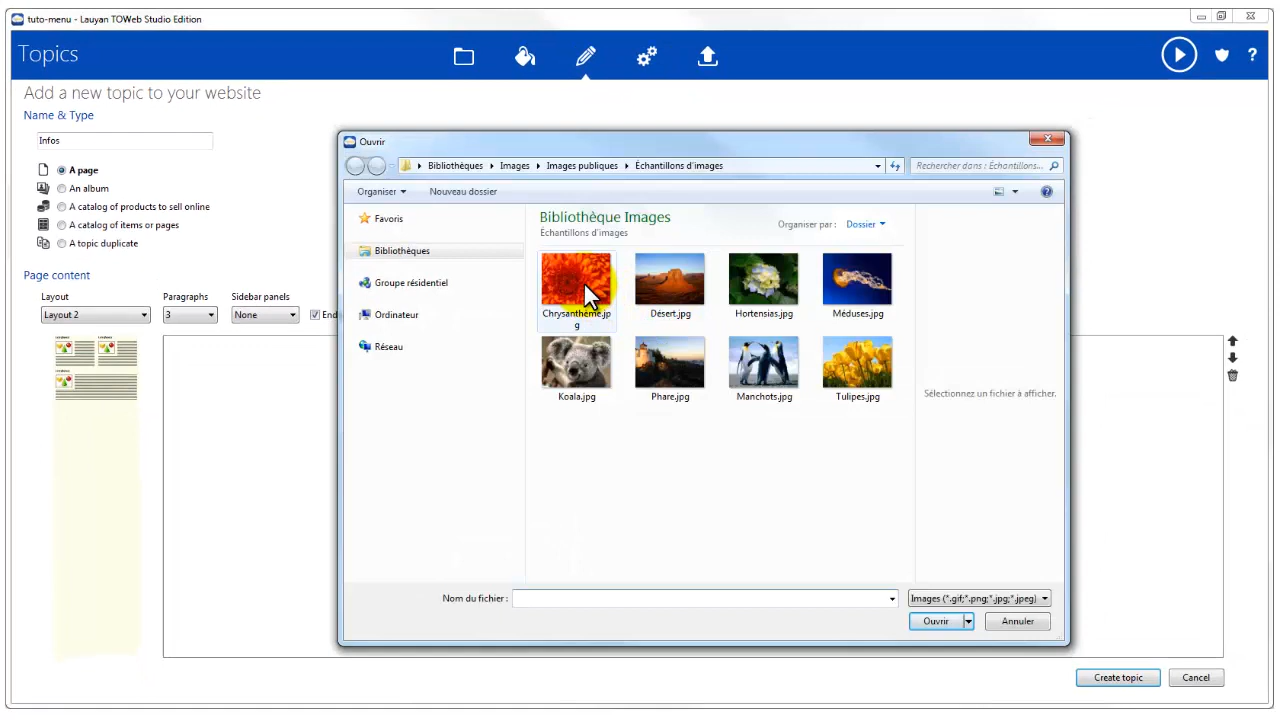 tuto-menu - Lauyan TOWeb Studio Edition
Topics
?
Add a new topic to your website
Name & Type
Infos
A page
An album
A catalog of products to sell online
A catalog of items or pages
A topic duplicate
Page content
Layout
Paragraphs
Sidebar panels
Layout 2
3
None
End
Ouvrir
Bibliothèques
Images
Images publiques
Échantillons d'images
Rechercher dans : Échantillons...
Organiser
Nouveau dossier
?
Favoris
Bibliothèques
Groupe résidentiel
Ordinateur
Réseau
Bibliothèque Images
Échantillons d'images
Organiser par :
Dossier
Chrysanthème.jp
g
Désert.jpg
Hortensias.jpg
Méduses.jpg
Koala.jpg
Phare.jpg
Manchots.jpg
Tulipes.jpg
Sélectionnez un fichier à afficher.
Nom du fichier :
Images (*.gif;*.png;*.jpg;*.jpeg)
Ouvrir
Annuler
Create topic
Cancel